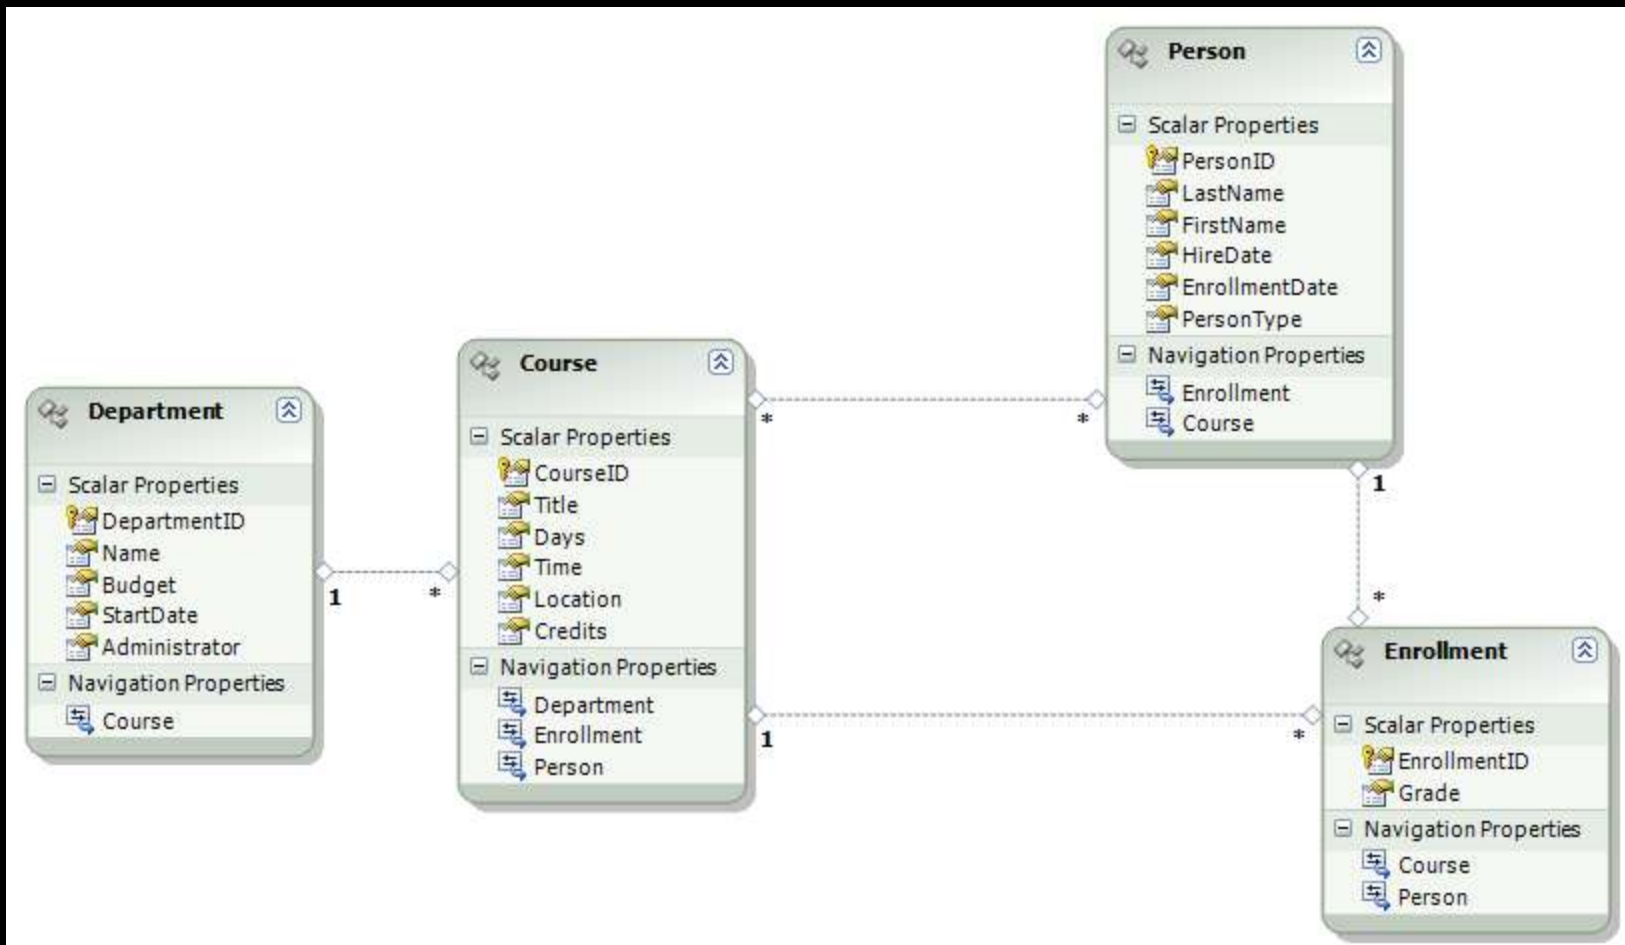 Person
Scalar Properties
PersonID
LastName
FirstName
HireDate
EnrollmentDate
PersonType
Navigation Properties
Enrollment
Course
Course
Scalar Properties
CourseID
Title
Days
Time
Location
Credits
Navigation Properties
Department
Enrollment
Person
Department
Scalar Properties
DepartmentID
Name
Budget
StartDate
Administrator
Navigation Properties
Course
1
*
*
*
1
*
1
*
Enrollment
Scalar Properties
EnrollmentID
Grade
Navigation Properties
Course
Person